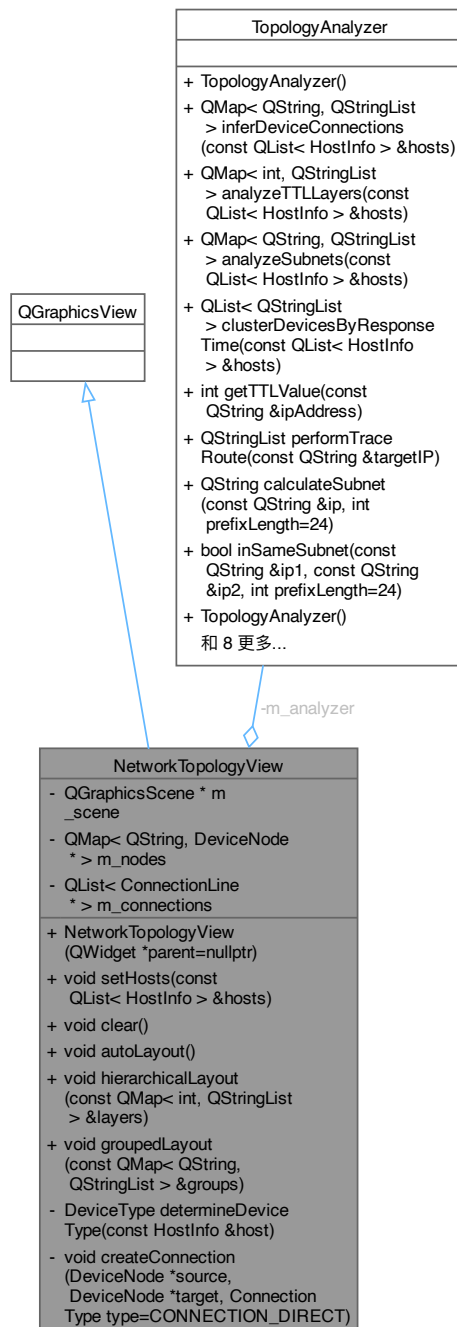 TopologyAnalyzer
+ TopologyAnalyzer()
+ QMap< QString, QStringList
> inferDeviceConnections
(const QList< HostInfo > &hosts)
+ QMap< int, QStringList
> analyzeTTLLayers(const
QList< HostInfo > &hosts)
+ QMap< QString, QStringList
> analyzeSubnets(const
QList< HostInfo > &hosts)
+ QList< QStringList
> clusterDevicesByResponse
Time(const QList< HostInfo
> &hosts)
+ int getTTLValue(const
QString &ipAddress)
+ QStringList performTrace
Route(const QString &targetIP)
+ QString calculateSubnet
(const QString &ip, int
prefixLength=24)
+ bool inSameSubnet(const
QString &ip1, const QString
&ip2, int prefixLength=24)
+ TopologyAnalyzer()
和 8 更多...
QGraphicsView
-m_analyzer
NetworkTopologyView
- QGraphicsScene * m
_scene
- QMap< QString, DeviceNode
* > m_nodes
- QList< ConnectionLine
* > m_connections
+ NetworkTopologyView
(QWidget *parent=nullptr)
+ void setHosts(const
QList< HostInfo > &hosts)
+ void clear()
+ void autoLayout()
+ void hierarchicalLayout
(const QMap< int, QStringList
> &layers)
+ void groupedLayout
(const QMap< QString,
QStringList > &groups)
- DeviceType determineDevice
Type(const HostInfo &host)
- void createConnection
(DeviceNode *source,
DeviceNode *target, Connection
Type type=CONNECTION_DIRECT)